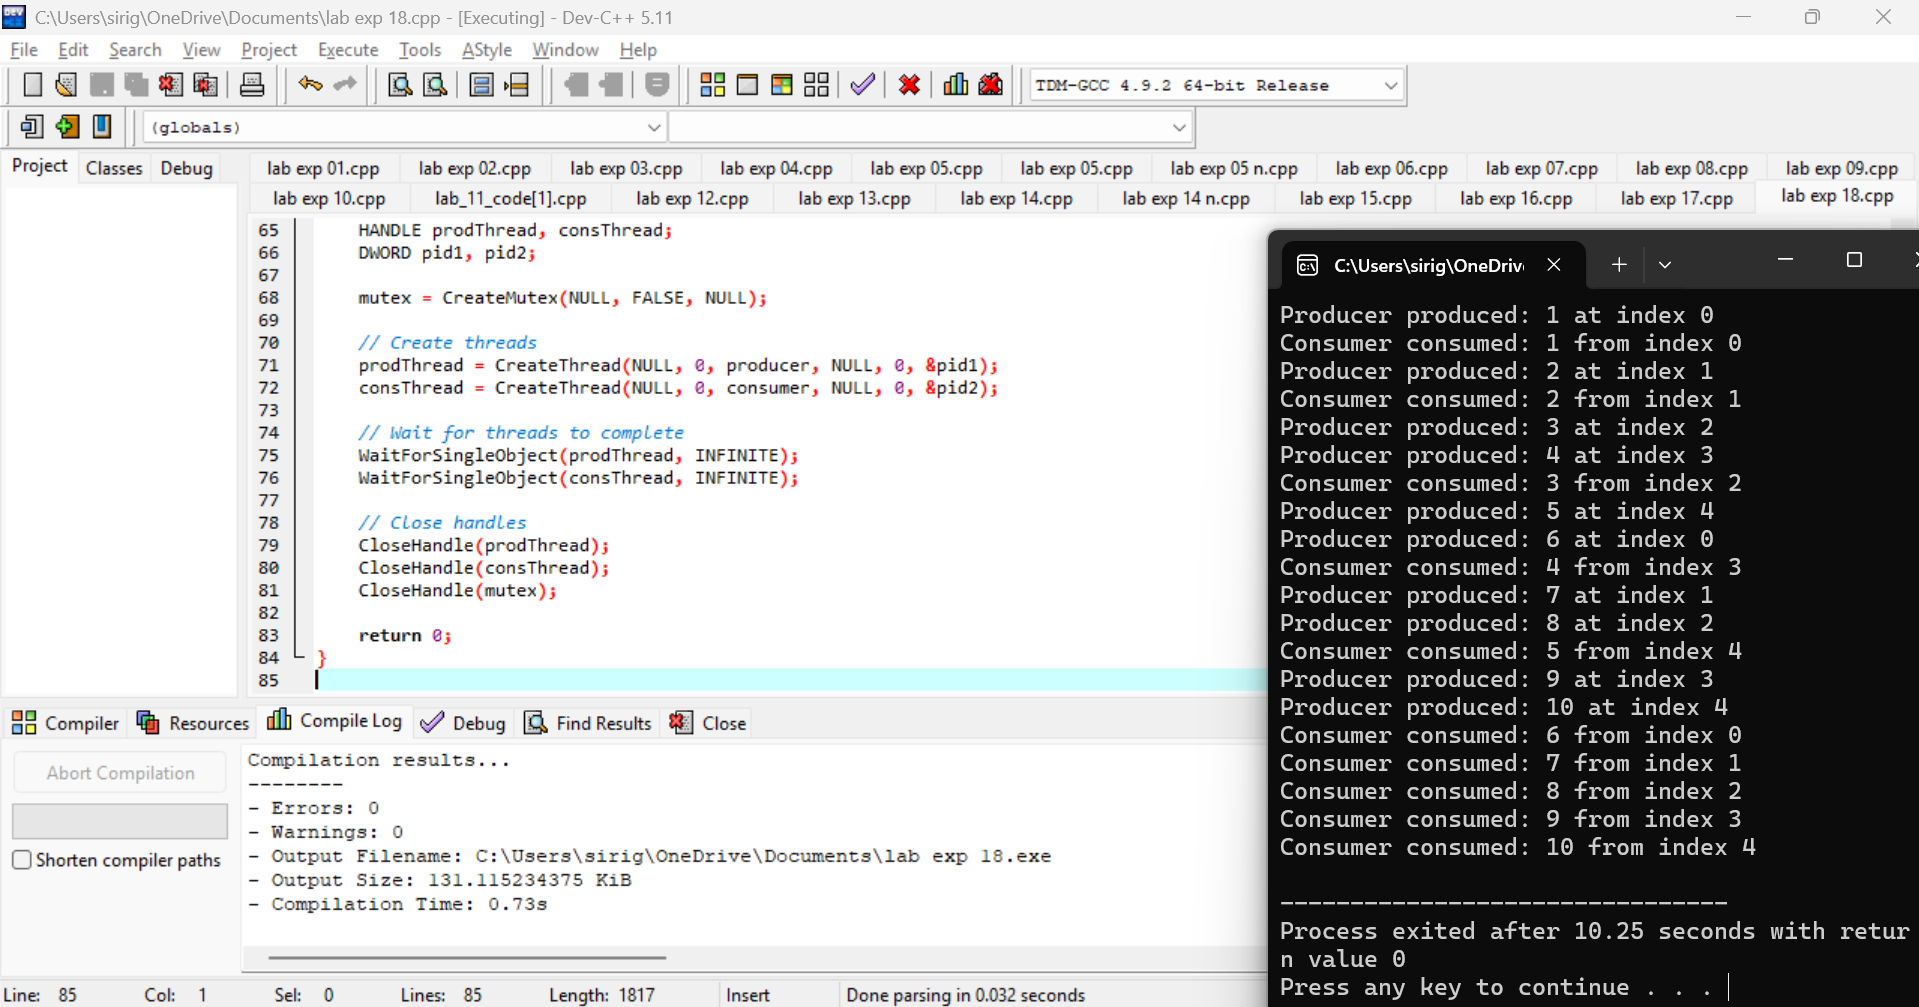 C:\Users\sirig\OneDrive\Documents\lab exp 18.cpp - [Executing] - Dev-C++ 5.11
File Edit Search View Project Execute Tools AStyle Window Help
TDM-GCC 4.9.2 64-bit Release
(globals)
Project Classes Debug
lab exp 01.cpp lab exp 02.cpp lab exp 03.cpp lab exp 04.cpp lab exp 05.cpp lab exp 05.cpp lab exp 05 n.cpp lab exp 06.cpp lab exp 07.cpp lab exp 08.cpp lab exp 09.cpp
lab exp 10.cpp lab_11_code[1].cpp lab exp 12.cpp lab exp 13.cpp lab exp 14.cpp lab exp 14 n.cpp lab exp 15.cpp lab exp 16.cpp lab exp 17.cpp lab exp 18.cpp
65 HANDLE prodThread, consThread;
66 DWORD pid1, pid2;
67
68 mutex = CreateMutex(NULL, FALSE, NULL);
69
70 // Create threads
71 prodThread = CreateThread(NULL, 0, producer, NULL, 0, &pid1);
72 consThread = CreateThread(NULL, 0, consumer, NULL, 0, &pid2);
73
74 // Wait for threads to complete
75 WaitForSingleObject(prodThread, INFINITE);
76 WaitForSingleObject(consThread, INFINITE);
77
78 // Close handles
79 CloseHandle(prodThread);
80 CloseHandle(consThread);
81 CloseHandle(mutex);
82
83 return 0;
84 }
85
Compiler Resources Compile Log Debug Find Results Close
Abort Compilation
Shorten compiler paths
Compilation results...
--------
- Errors: 0
- Warnings: 0
- Output Filename: C:\Users\sirig\OneDrive\Documents\lab exp 18.exe
- Output Size: 131.115234375 KiB
- Compilation Time: 0.73s
Line: 85 Col: 1 Sel: 0 Lines: 85 Length: 1817 Insert Done parsing in 0.032 seconds
C:\Users\sirig\OneDriv
Producer produced: 1 at index 0
Consumer consumed: 1 from index 0
Producer produced: 2 at index 1
Consumer consumed: 2 from index 1
Producer produced: 3 at index 2
Producer produced: 4 at index 3
Consumer consumed: 3 from index 2
Producer produced: 5 at index 4
Producer produced: 6 at index 0
Consumer consumed: 4 from index 3
Producer produced: 7 at index 1
Producer produced: 8 at index 2
Consumer consumed: 5 from index 4
Producer produced: 9 at index 3
Producer produced: 10 at index 4
Consumer consumed: 6 from index 0
Consumer consumed: 7 from index 1
Consumer consumed: 8 from index 2
Consumer consumed: 9 from index 3
Consumer consumed: 10 from index 4
--------------------------------
Process exited after 10.25 seconds with retur
n value 0
Press any key to continue . . .